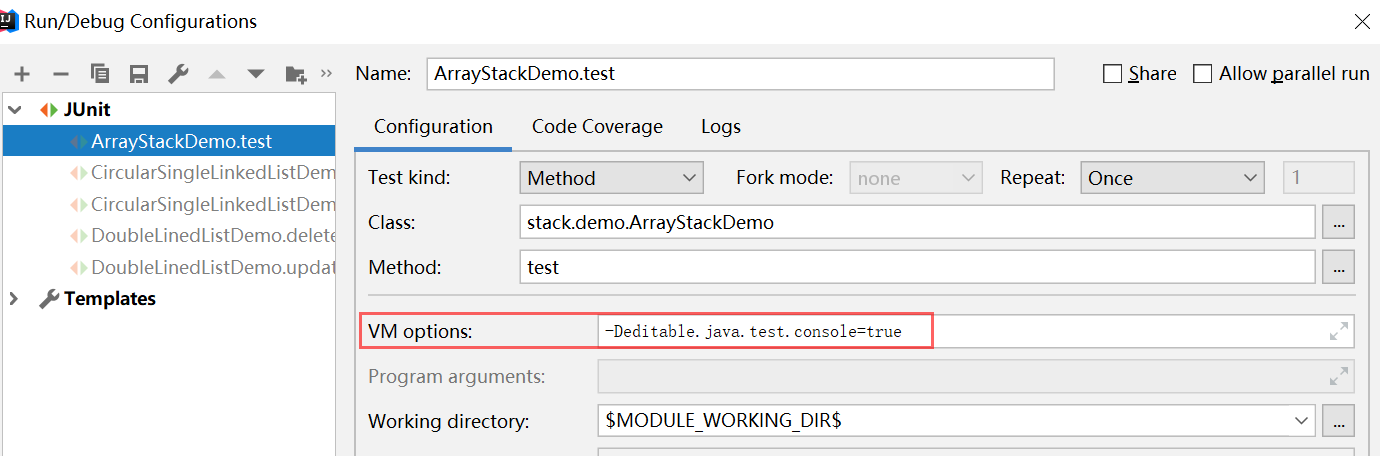 Run/Debug Configurations
Name: ArrayStackDemo.test Share Allow parallel run
JUnit
ArrayStackDemo.test
CircularSingleLinkedListDem
CircularSingleLinkedListDem
DoubleLinedListDemo.delete
DoubleLinedListDemo.updat
Templates
Configuration Code Coverage Logs
Test kind: Method Fork mode: none Repeat: Once 1
Class: stack.demo.ArrayStackDemo ...
Method: test ...
VM options: -Deditable.java.test.console=true
Program arguments:
Working directory: $MODULE_WORKING_DIR$ ...